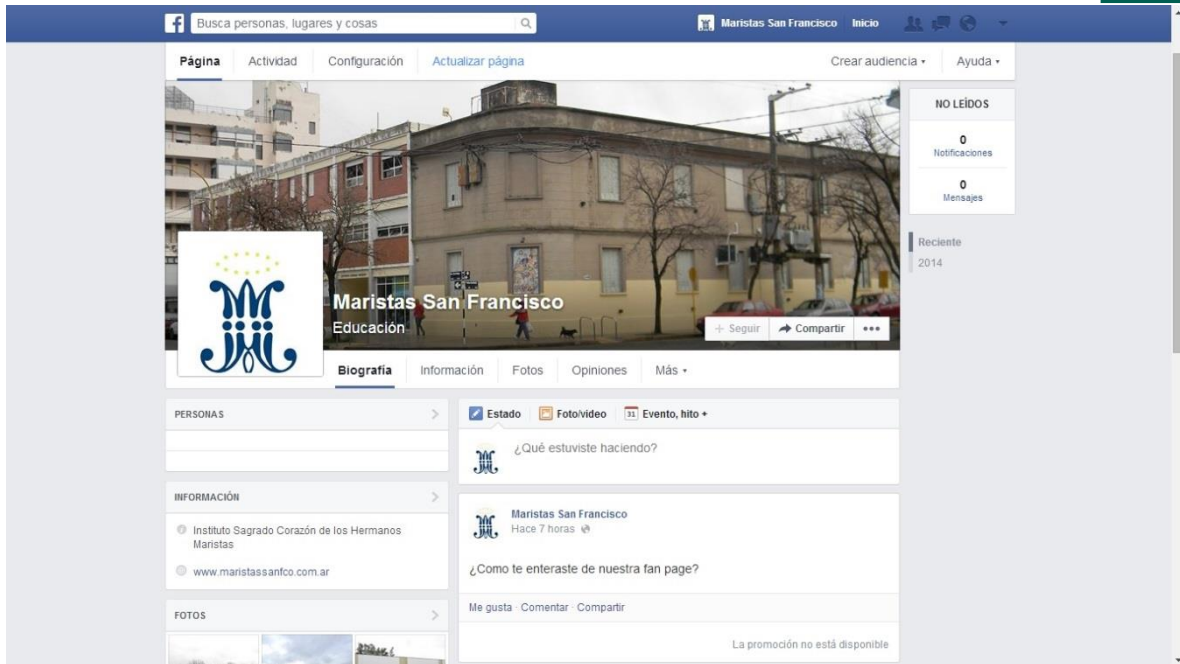 Busca personas, lugares y cosas
Maristas San Francisco Inicio
Página Actividad Configuración Actualizar página Crear audiencia Ayuda
NO LEÍDOS
0
Notificaciones
0
Mensajes
Reciente
2014
Maristas San Francisco
Educación
+ Seguir Compartir
Biografía Información Fotos Opiniones Más
PERSONAS
INFORMACIÓN
Instituto Sagrado Corazón de los Hermanos
Maristas
www.maristassanfco.com.ar
FOTOS
Estado Foto/video 31 Evento, hito +
¿Qué estuviste haciendo?
Maristas San Francisco
Hace 7 horas
¿Como te enteraste de nuestra fan page?
Me gusta · Comentar · Compartir
La promoción no está disponible